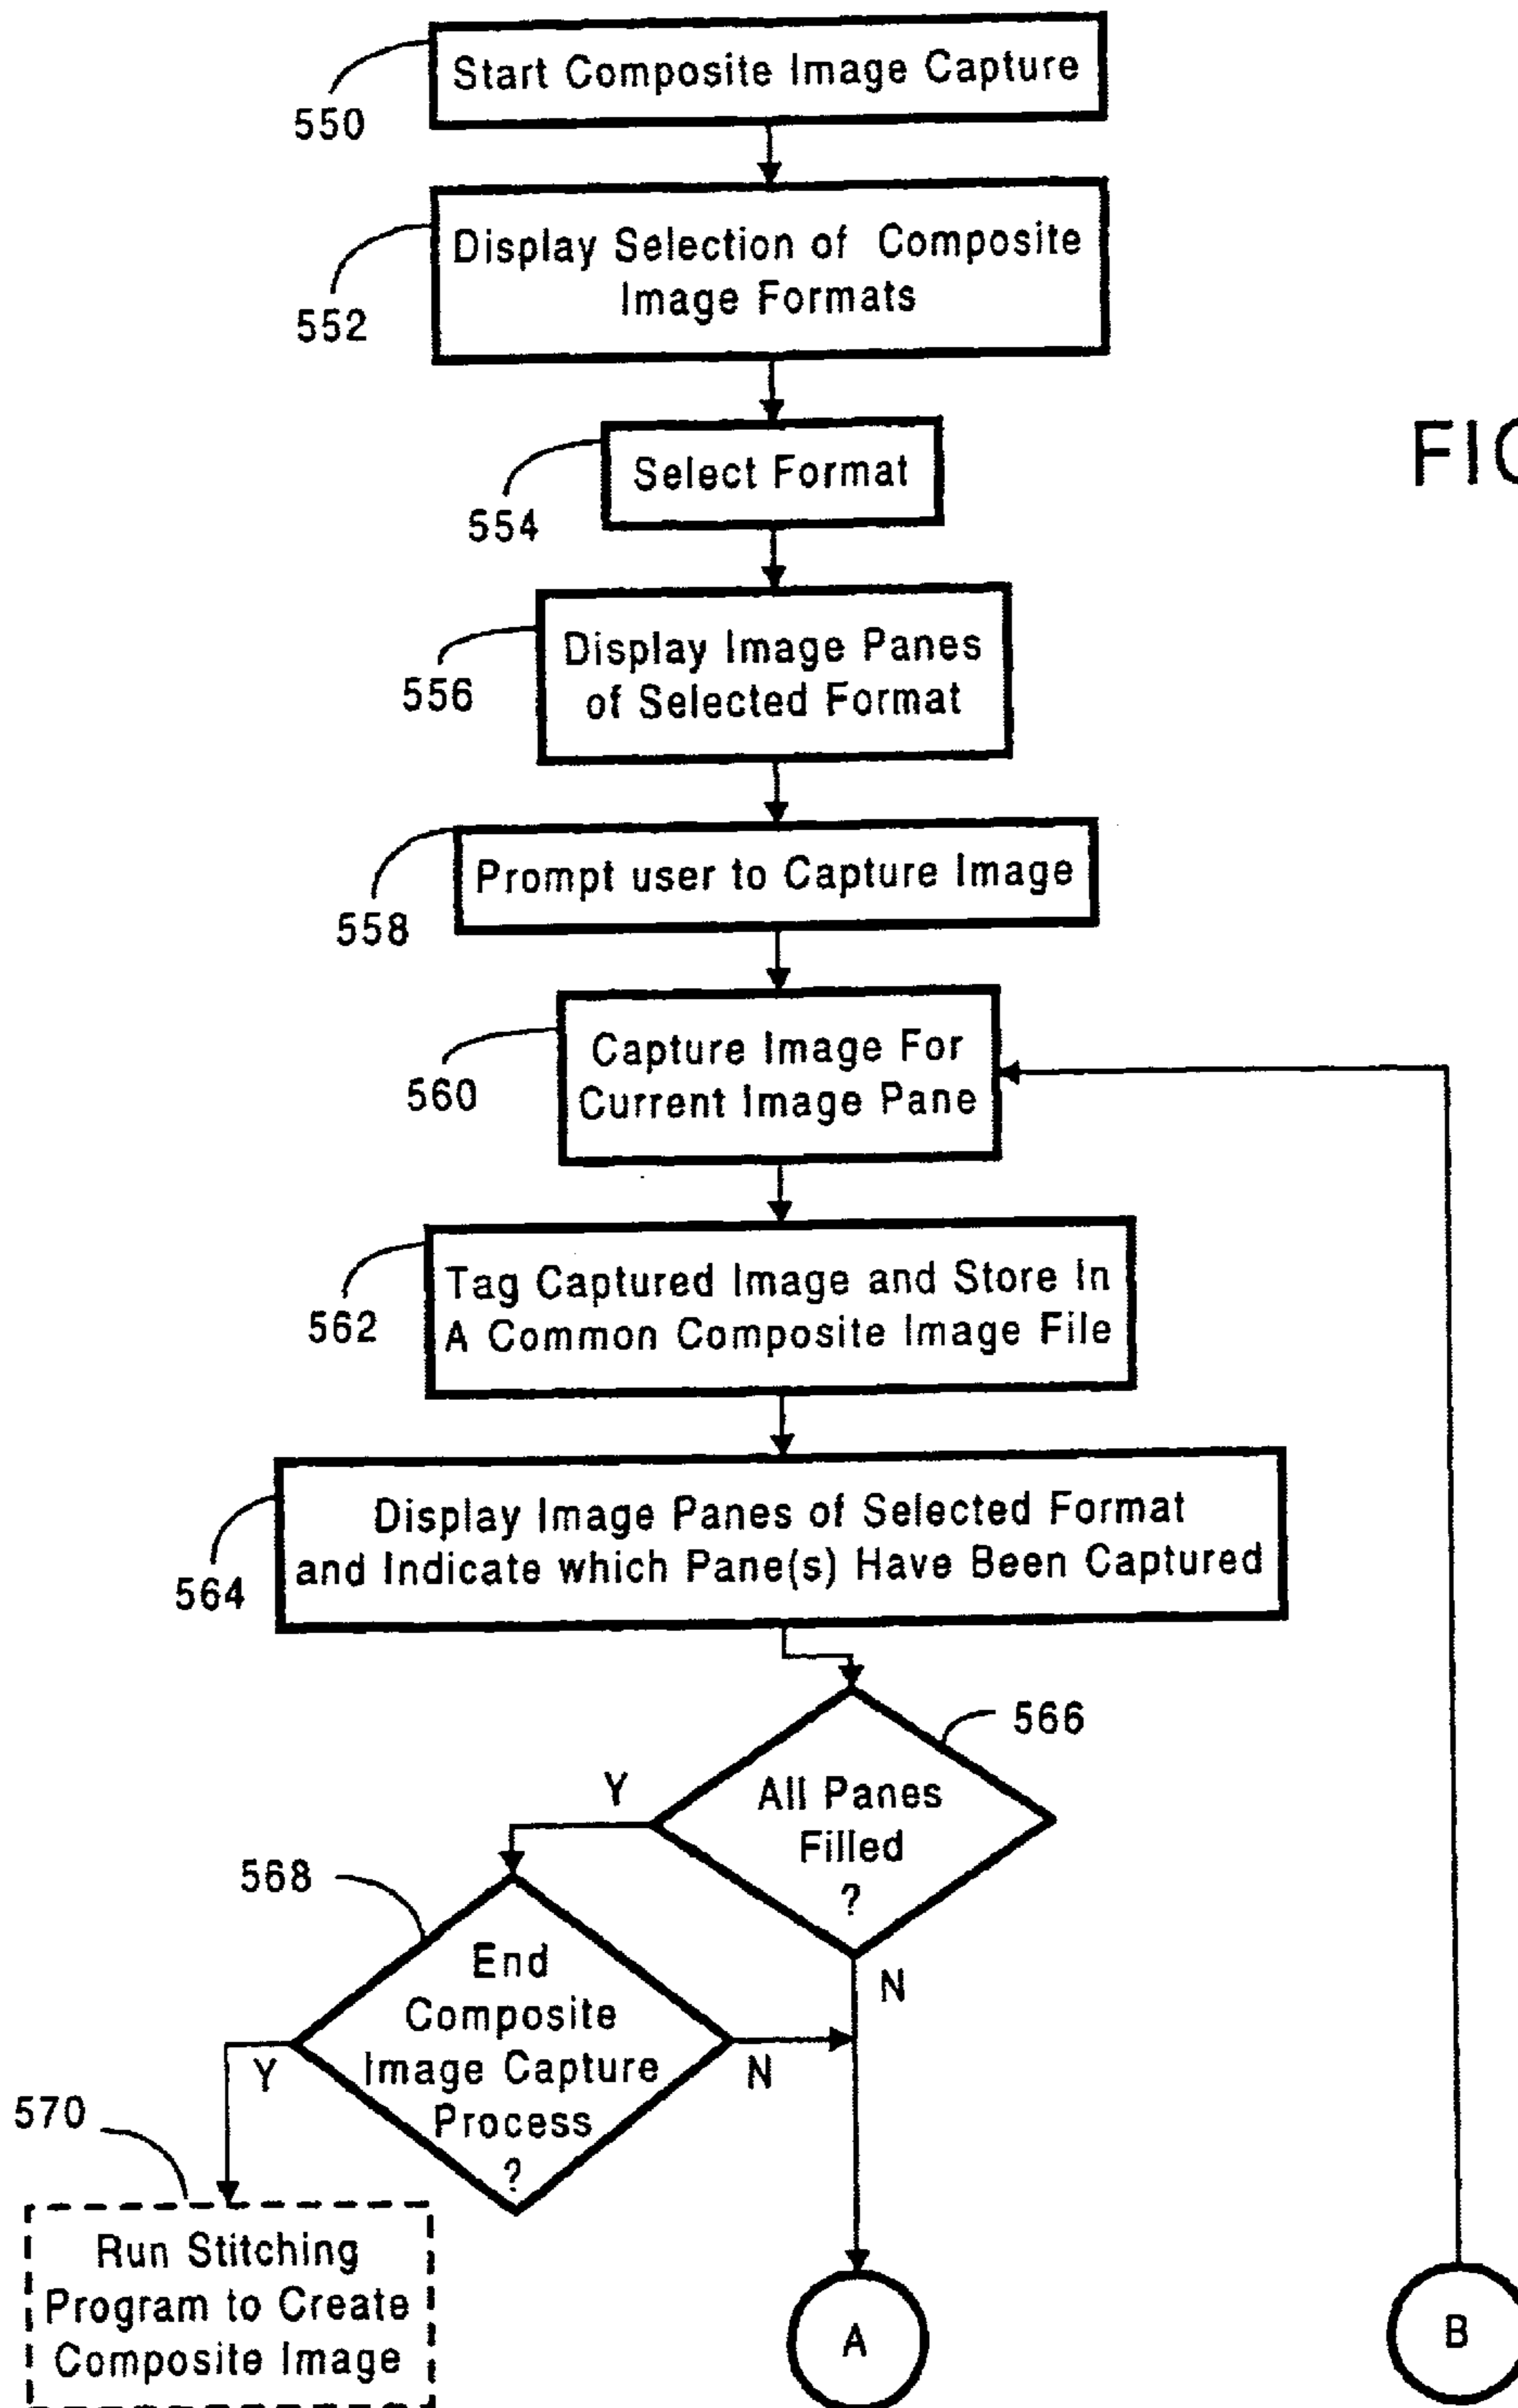 Start Composite Image Capture
550
Display Selection of Composite
Image Formats
552
Select Format
554
FIG
Display Image Panes
of Selected Format
556
Prompt user to Capture Image
558
Capture Image For
Current Image Pane
560
Tag Captured Image and Store In
A Common Composite Image File
562
Display Image Panes of Selected Format
and Indicate which Pane(s) Have Been Captured
564
566
All Panes
Filled
?
Y
N
568
End
Composite
Image Capture
Process
?
Y
N
570
Run Stitching
Program to Create
Composite Image
A
B